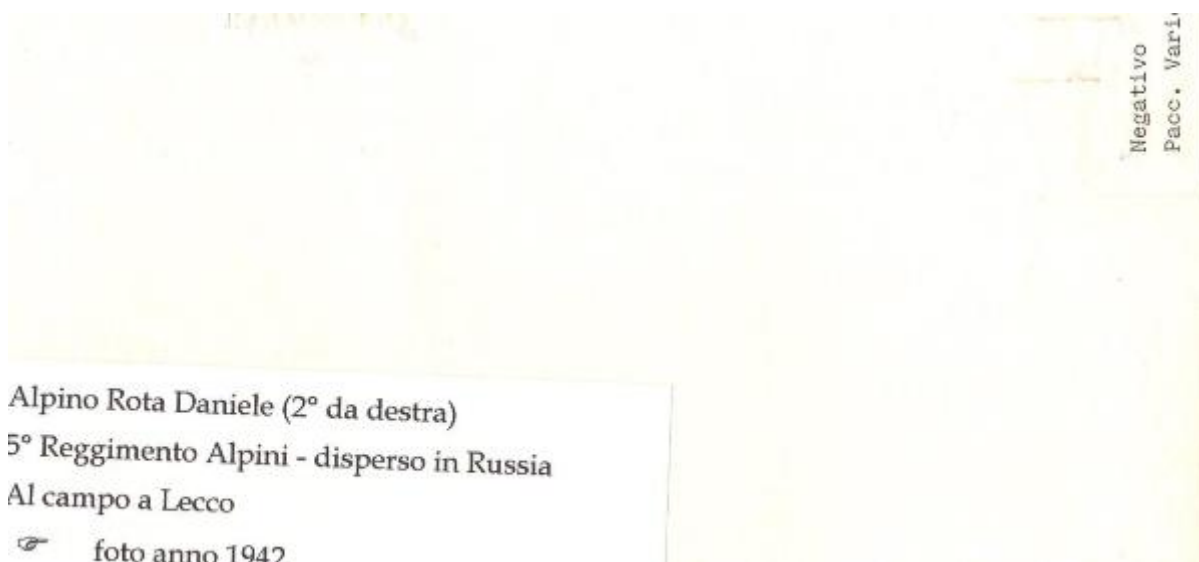 Negativo
Pacc. Vari
Alpino Rota Daniele (2° da destra)
5° Reggimento Alpini - disperso in Russia
Al campo a Lecco
☞ foto anno 1942